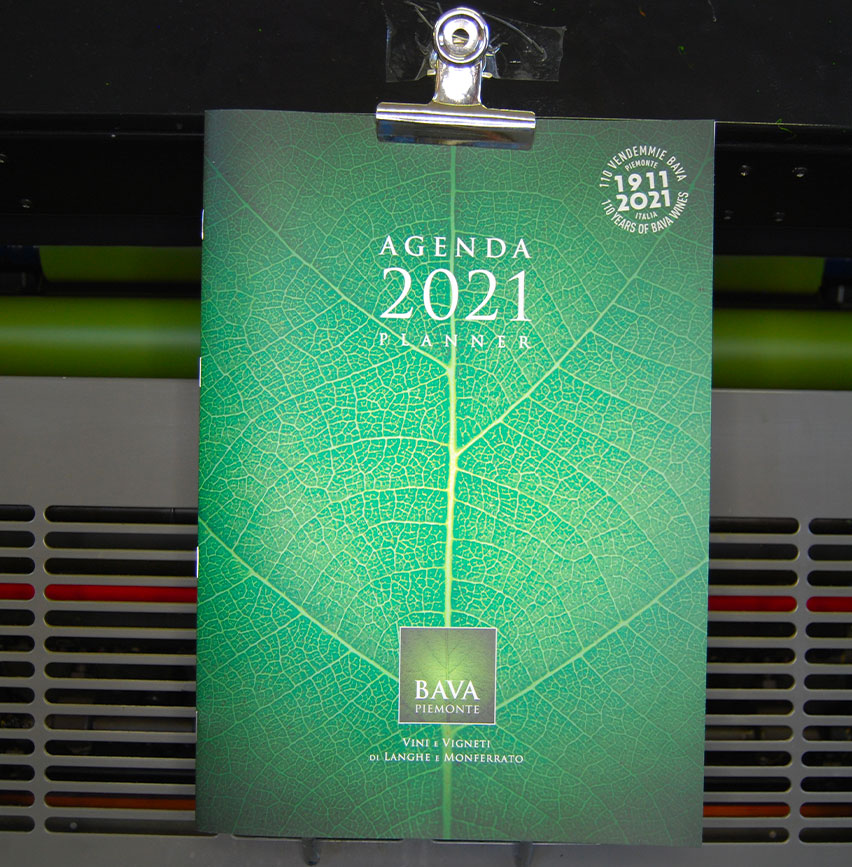 110 VENDEMMIE BAVA
PIEMONTE
1911
2021
ITALIA
110 YEARS OF BAVA WINES
AGENDA
2021
PLANNER
BAVA
PIEMONTE
VINI E VIGNETI
DI LANGHE E MONFERRATO